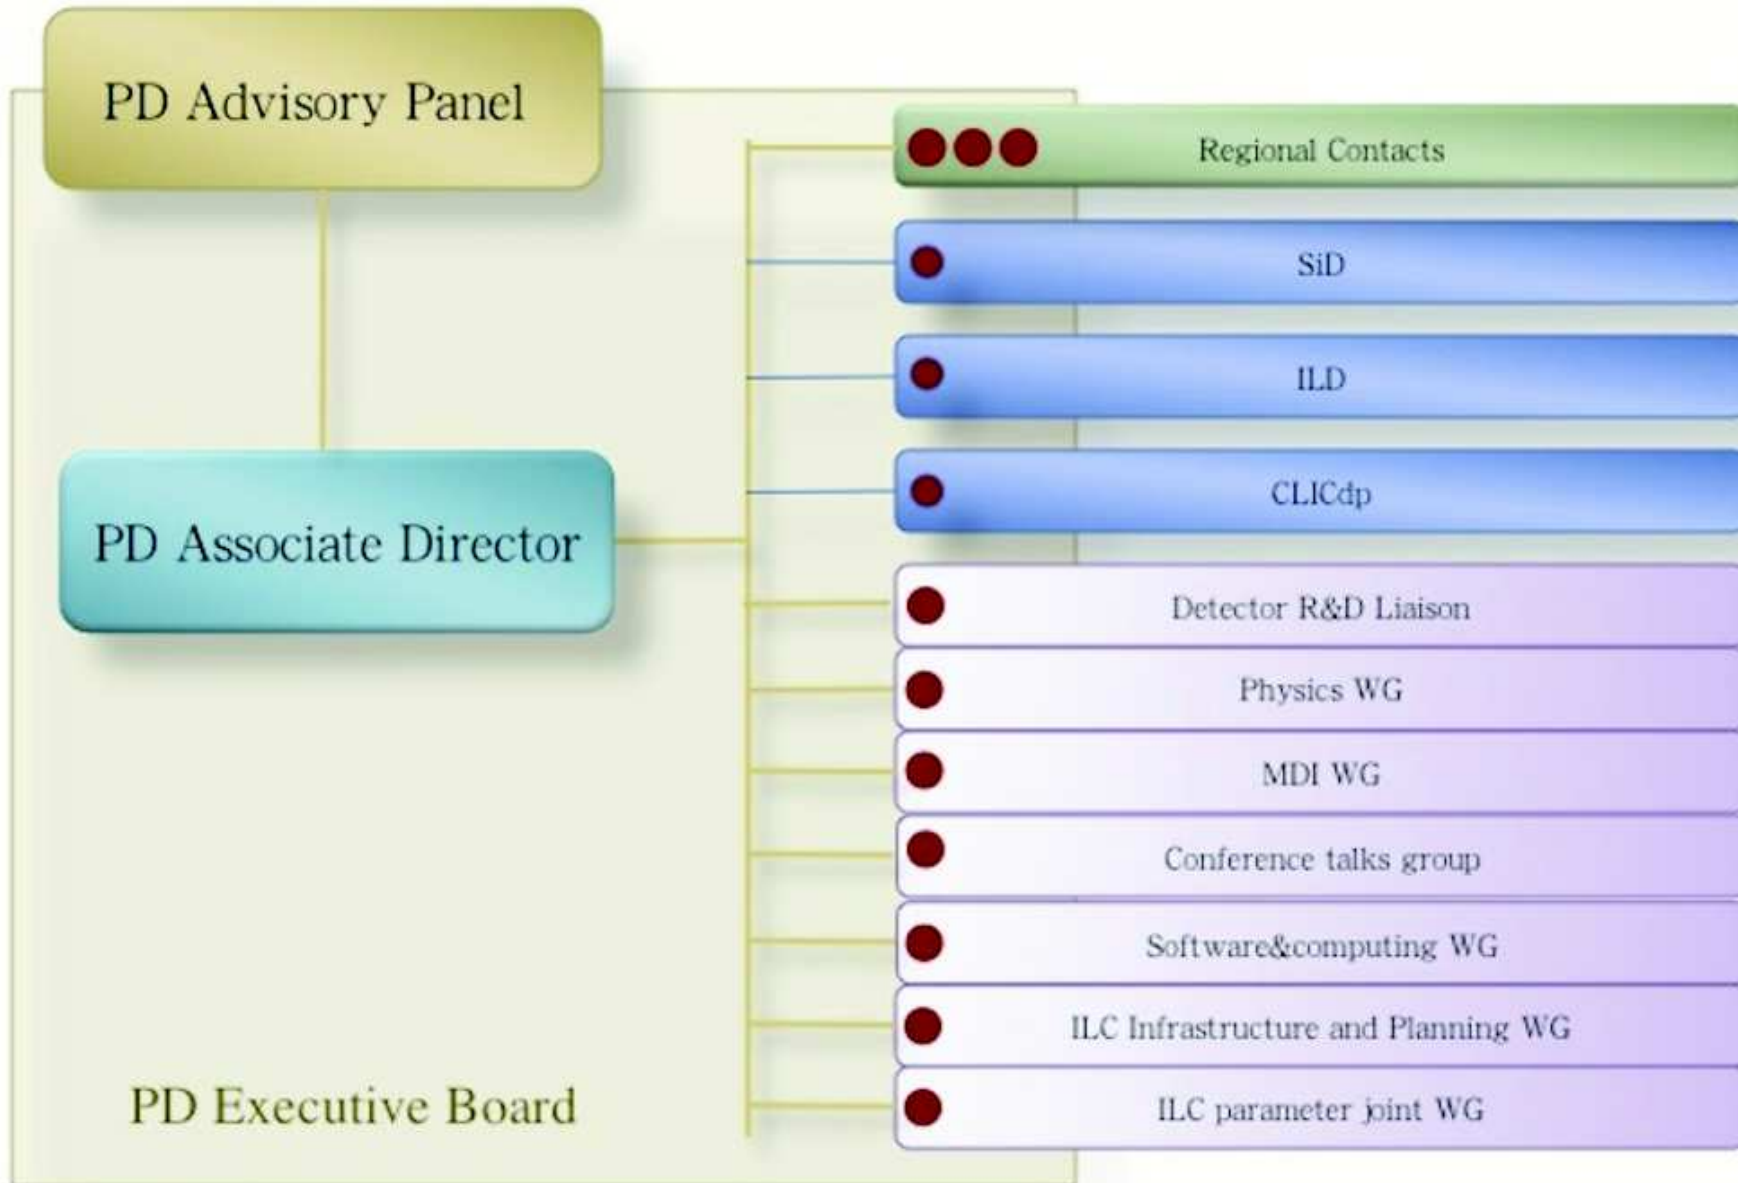 PD Advisory Panel
Regional Contacts
SiD
ILD
CLICdp
PD Associate Director
Detector R&D Liaison
Physics WG
MDI WG
Conference talks group
Software&computing WG
ILC Infrastructure and Planning WG
PD Executive Board
ILC parameter joint WG